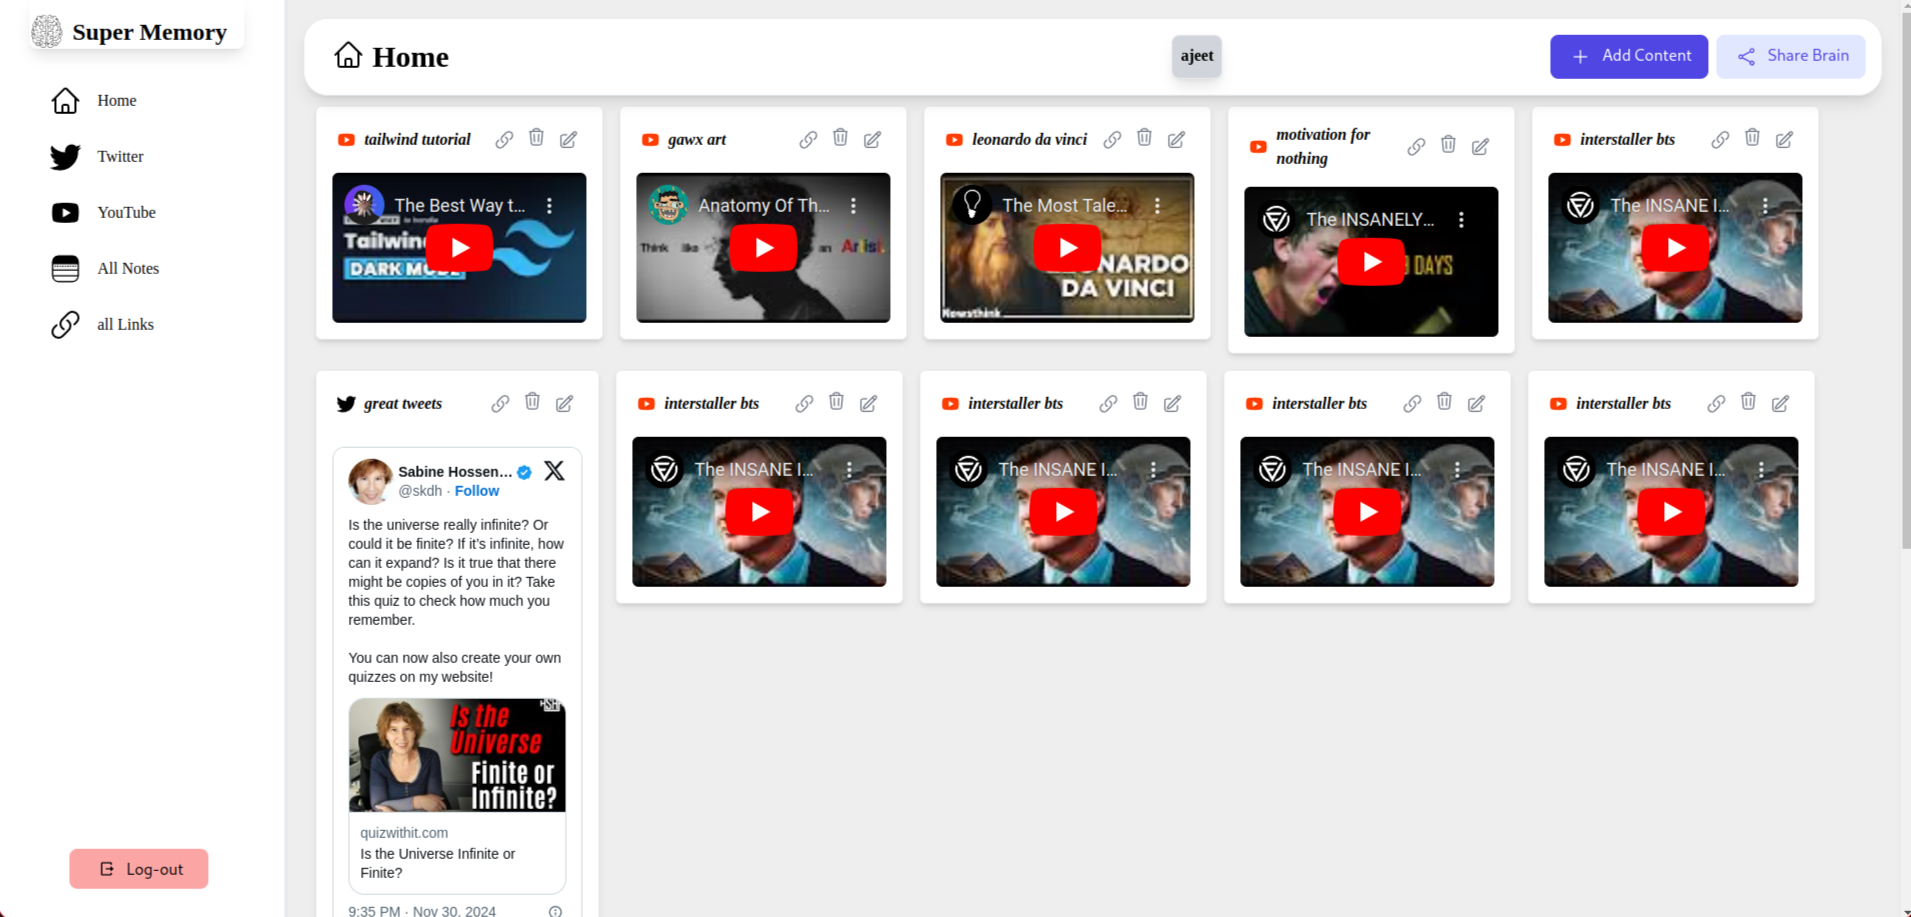 Super Memory
Home
Twitter
YouTube
All Notes
all Links
Log-out
Home
ajeet
Add Content
Share Brain
tailwind tutorial
The Best Way t...
Tailwin
DARK MODE
gawx art
Anatomy Of Th...
Think like an Artist.
leonardo da vinci
The Most Tale...
LEONARDO
DA VINCI
Newsthink
motivation for
nothing
The INSANELY...
DAYS
interstaller bts
The INSANE I...
great tweets
Sabine Hossen...
@skdh · Follow
Is the universe really infinite? Or
could it be finite? If it’s infinite, how
can it expand? Is it true that there
might be copies of you in it? Take
this quiz to check how much you
remember.
You can now also create your own
quizzes on my website!
Is the
Universe
Finite or
Infinite?
quizwithit.com
Is the Universe Infinite or
Finite?
9:35 PM · Nov 30, 2024
interstaller bts
The INSANE I...
interstaller bts
The INSANE I...
interstaller bts
The INSANE I...
interstaller bts
The INSANE I...